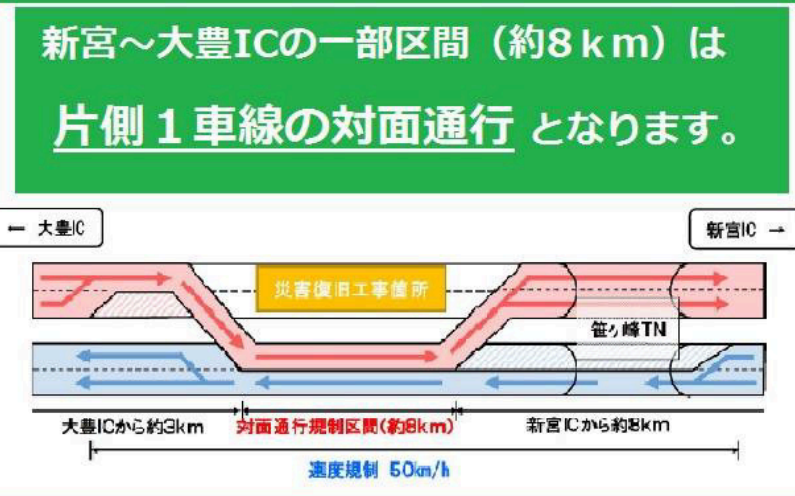 新宮～大豊ICの一部区間（約8ｋm）は
片側１車線の対面通行 となります。
← 大豊IC
新宮IC →
災害復旧工事箇所
笹ヶ峰TN
大豊ICから約3km
対面通行規制区間(約8km)
新宮ICから約8km
速度規制 50km/h